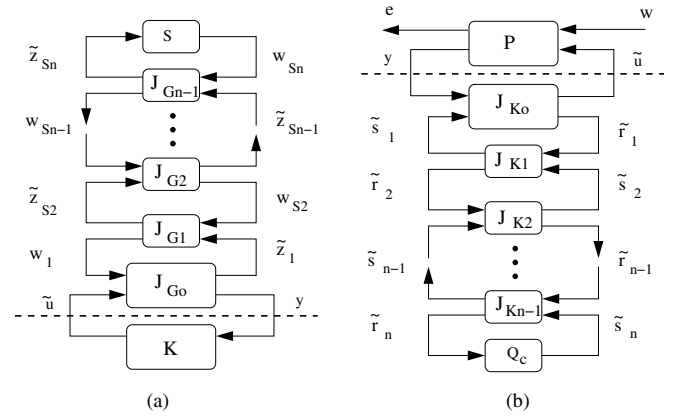 S
z̃ Sn
w Sn
J Gn−1
w Sn−1
z̃ Sn−1
J G2
z̃ S2
w S2
J G1
w 1
z̃ 1
J Go
ũ
y
K
(a)
e
w
P
y
ũ
J Ko
s̃ 1
r̃ 1
J K1
r̃ 2
s̃ 2
J K2
s̃ n−1
r̃ n−1
J Kn−1
r̃ n
s̃ n
Q c
(b)